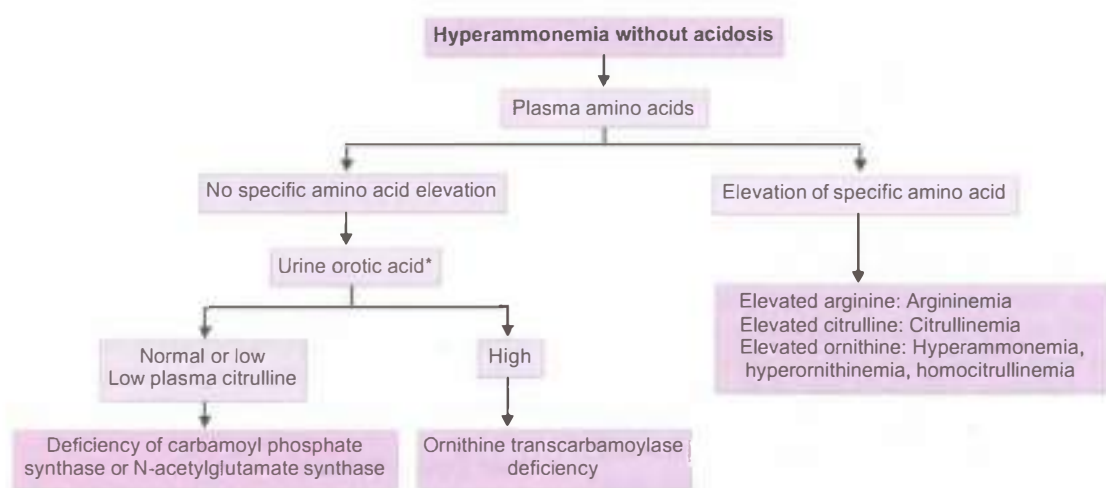 Hyperammonemia without acidosis
Plasma amino acids
No specific amino acid elevation
Elevation of specific amino acid
Urine orotic acid*
Elevated arginine: Argininemia
Elevated citrulline: Citrullinemia
Elevated ornithine: Hyperammonemia,
hyperornithinemia, homocitrullinemia
Normal or low
Low plasma citrulline
High
Deficiency of carbamoyl phosphate
synthase or N-acetylglutamate synthase
Ornithine transcarbamoylase
deficiency